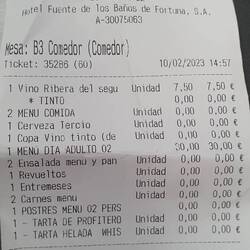 Hotel Fuente de los Baños de Fortuna, S.A.
A-30075063
Mesa: B3 Comedor (Comedor)
Ticket: 35286 (60) 10/02/2023 14:57
1 Vino Ribera del segu Unidad 7,50 7,50 €
* TINTO 0,00 0,00 €
2 MENU COMIDA Unidad 0,00 0,00 €
1 Cerveza Tercio Unidad 0,00 0,00 €
1 Copa Vino tinto (de Unidad 0,00 0,00 €
1 MENU DIA ADULTO 02 30,00 30,00 €
2 Ensalada menu y pan Unidad 0,00 0,00 €
1 Revueltos Unidad 0,00 0,00 €
1 Entremeses Unidad 0,00 0,00 €
2 Carnes menu Unidad 0,00 0,00 €
1 POSTRES MENU 02 PERS 0,00 0,00 €
1 - TARTA DE PROFITERO Unidad 0,00 0,00 €
1 - TARTA HELADA WHIS Unidad 0,00 0,00 €